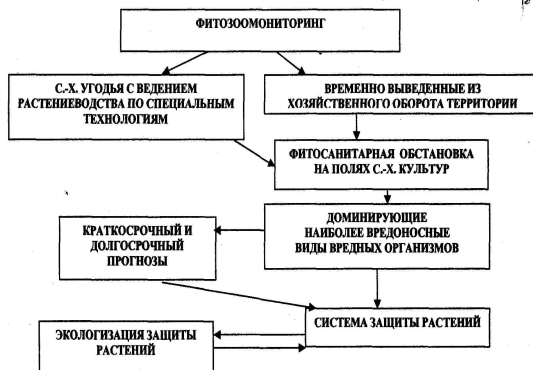 ФИТОЗООМОНИТОРИНГ
С.-Х. УГОДЬЯ С ВЕДЕНИЕМ
РАСТЕНИЕВОДСТВА ПО СПЕЦИАЛЬНЫМ
ТЕХНОЛОГИЯМ
ВРЕМЕННО ВЫВЕДЕННЫЕ ИЗ
ХОЗЯЙСТВЕННОГО ОБОРОТА ТЕРРИТОРИИ
ФИТОСАНИТАРНАЯ ОБСТАНОВКА
НА ПОЛЯХ С.-Х. КУЛЬТУР
КРАТКОСРОЧНЫЙ И
ДОЛГОСРОЧНЫЙ
ПРОГНОЗЫ
ДОМИНИРУЮЩИЕ
НАИБОЛЕЕ ВРЕДОНОСНЫЕ
ВИДЫ ВРЕДНЫХ ОРГАНИЗМОВ
СИСТЕМА ЗАЩИТЫ РАСТЕНИЙ
ЭКОЛОГИЗАЦИЯ ЗАЩИТЫ
РАСТЕНИЙ